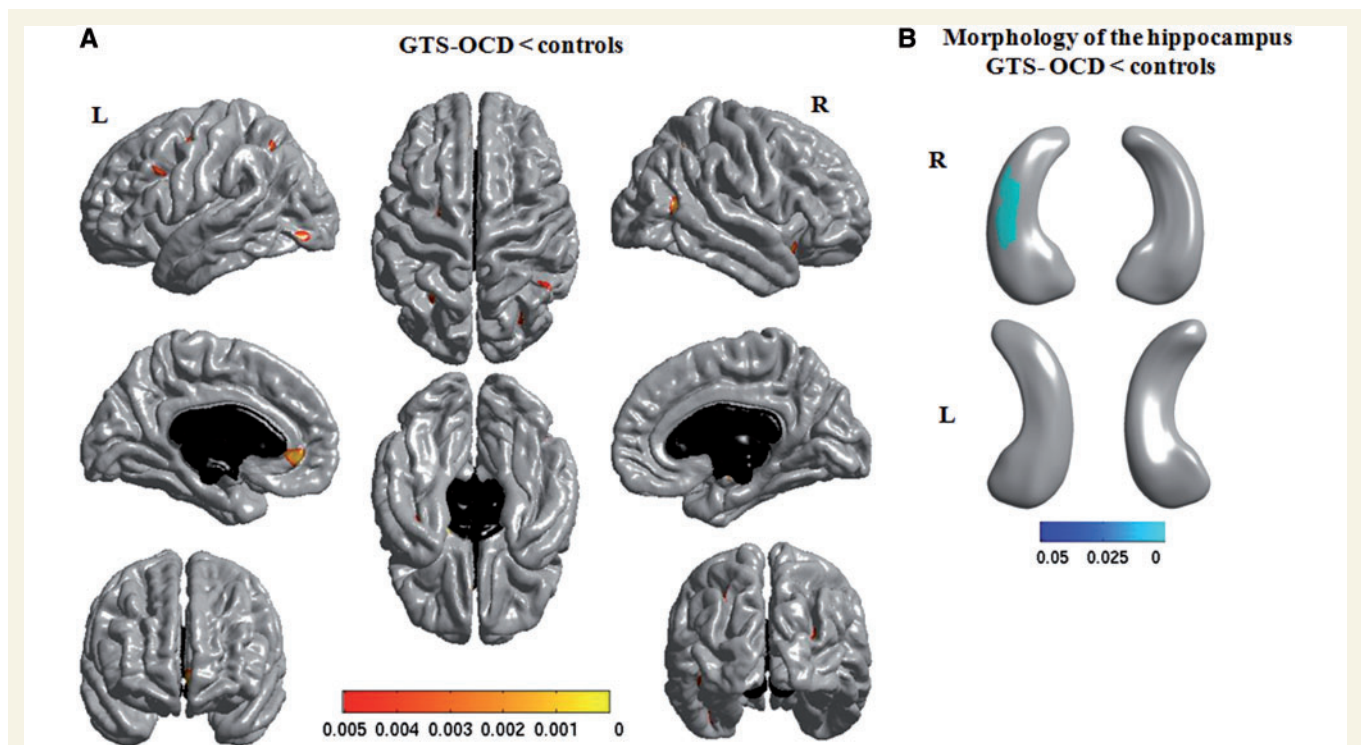 A
GTS-OCD < controls
L
R
0.005 0.004 0.003 0.002 0.001 0
B Morphology of the hippocampus
GTS- OCD < controls
R
L
0.05 0.025 0